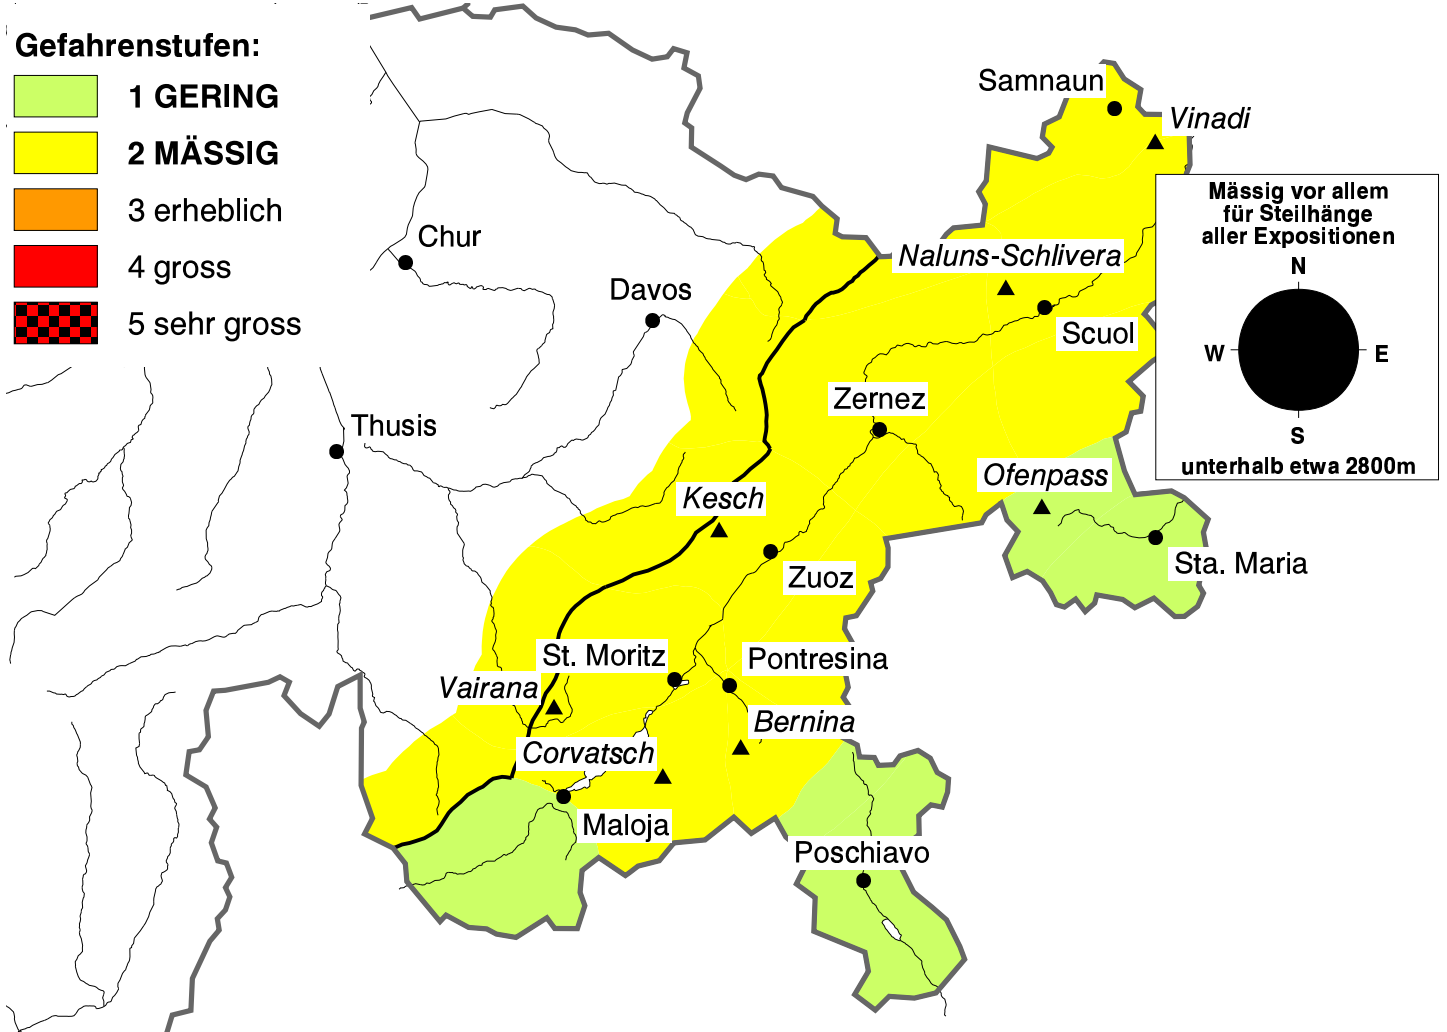 Gefahrenstufen:
1 GERING
2 MÄSSIG
3 erheblich
4 gross
5 sehr gross
Samnaun
Vinadi
Mässig vor allem
für Steilhänge
aller Expositionen
N
W
E
S
unterhalb etwa 2800m
Chur
Naluns-Schlivera
Davos
Scuol
Zernez
Thusis
Ofenpass
Kesch
Sta. Maria
Zuoz
St. Moritz
Pontresina
Vairana
Bernina
Corvatsch
Maloja
Poschiavo